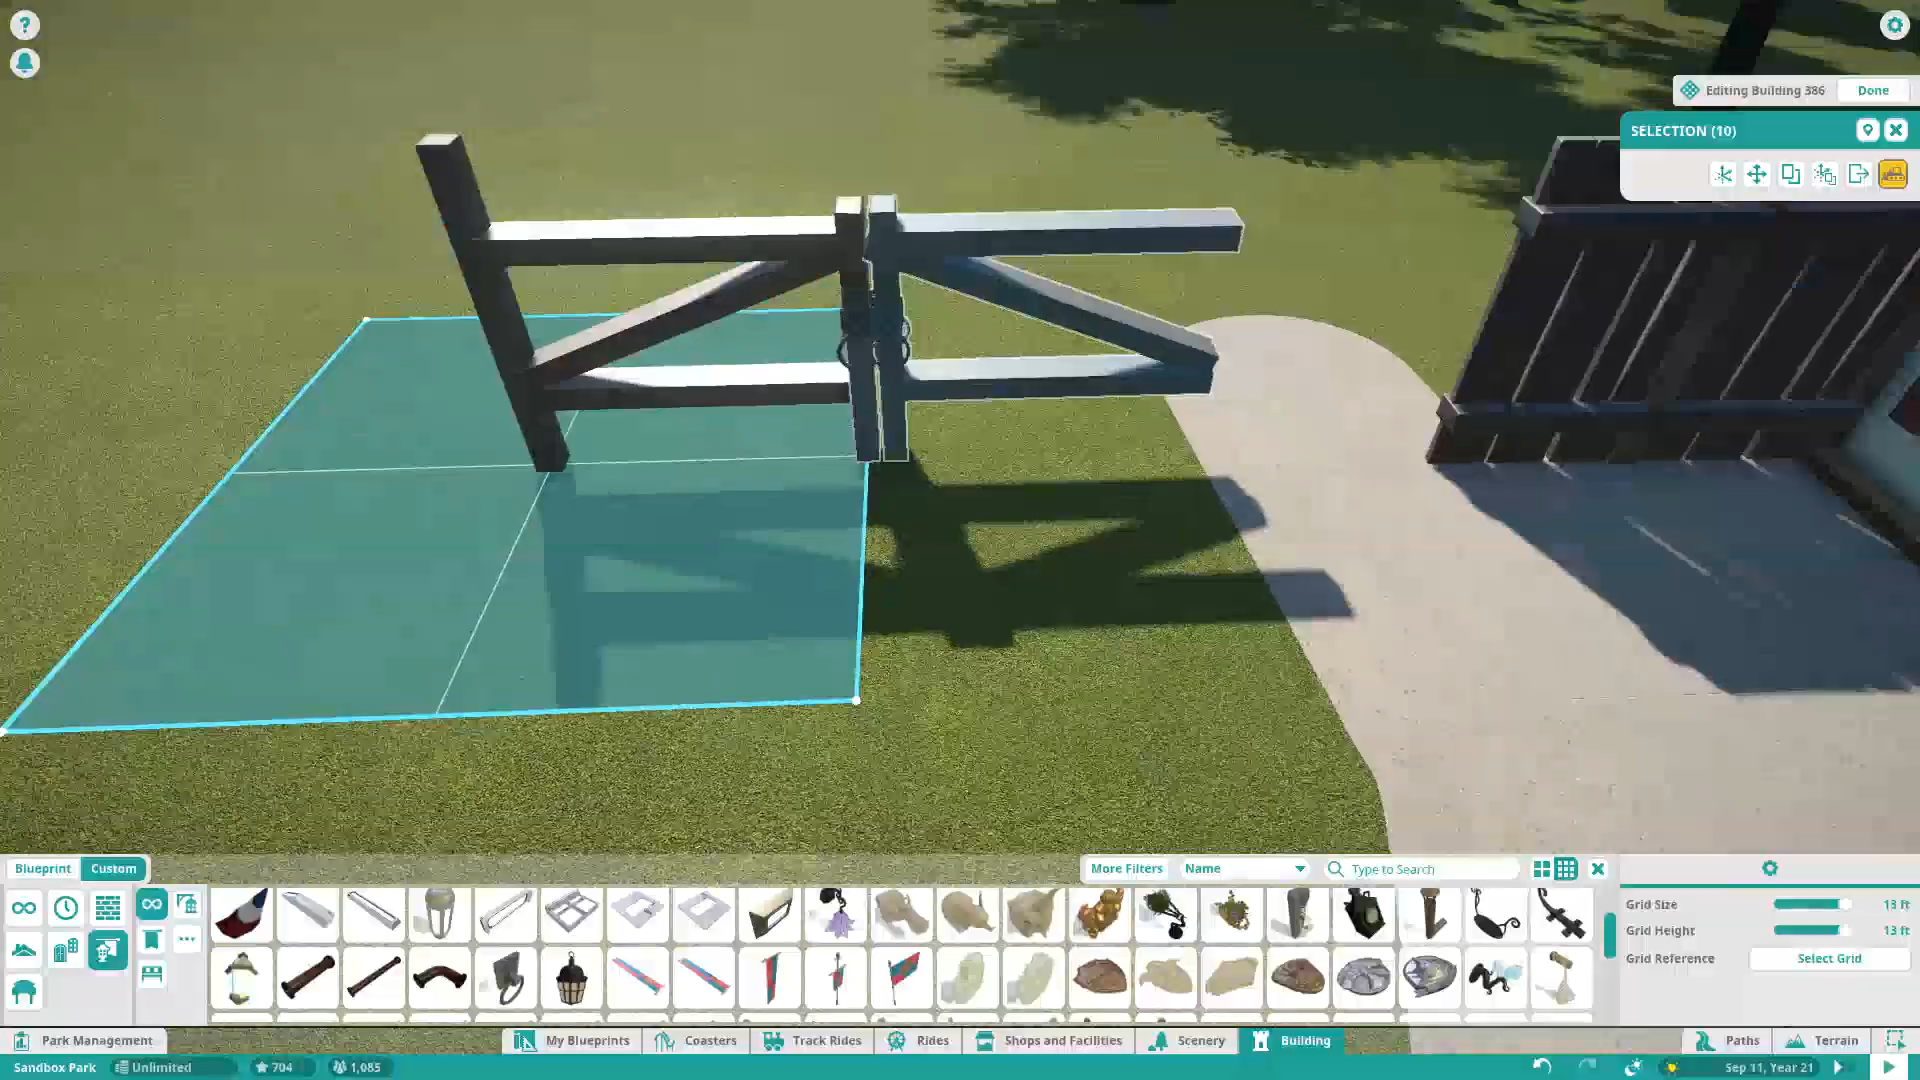 ?
Editing Building 386
Done
SELECTION (10)
Blueprint
Custom
More Filters
Name
Type to Search
Grid Size
13 ft
Grid Height
13 ft
Grid Reference
Select Grid
Park Management
My Blueprints
Coasters
Track Rides
Rides
Shops and Facilities
Scenery
Building
Paths
Terrain
Sandbox Park
Unlimited
704
1,085
Sep 11, Year 21